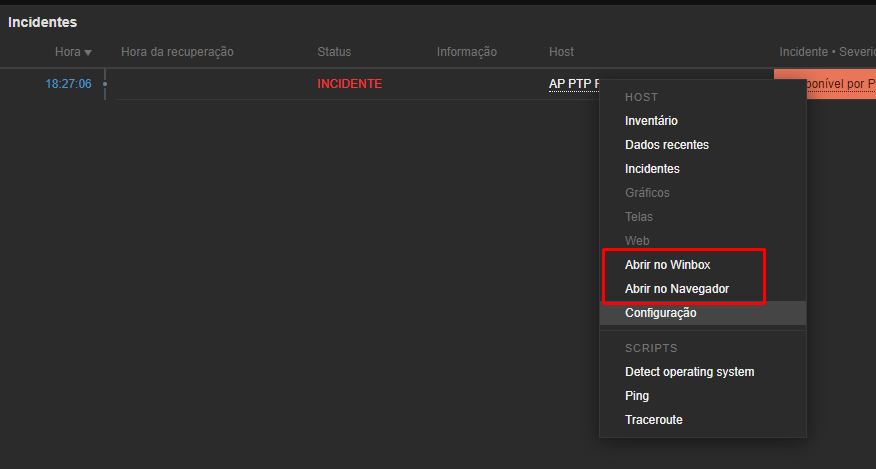 Incidentes
Hora Hora da recuperação Status Informação Host Incidente • Severi
18:27:06 INCIDENTE AP PTP ponível por P
HOST
Inventário
Dados recentes
Incidentes
Gráficos
Telas
Web
Abrir no Winbox
Abrir no Navegador
Configuração
SCRIPTS
Detect operating system
Ping
Traceroute